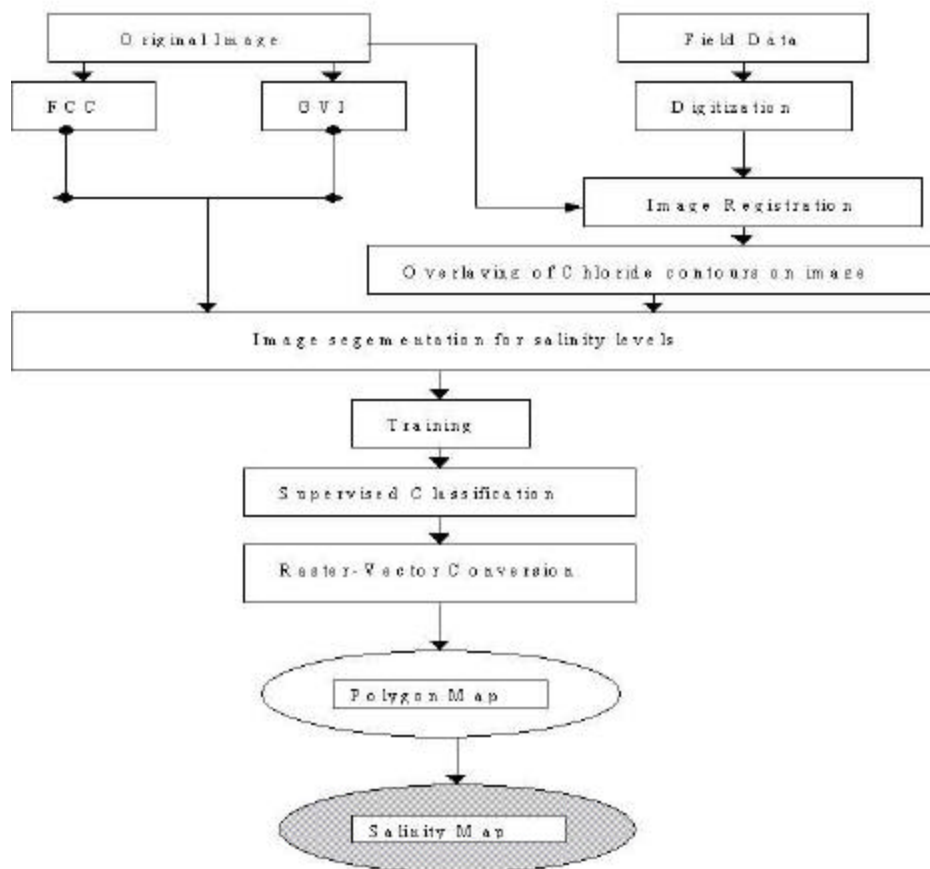 Original Image
Field Data
FCC
GVI
Digitization
Image Registration
Overlaving of Chloride contours on image
Image segementation for salinity levels
Training
Supervised Classification
Raster-Vector Conversion
Polygon Map
Salinity Map